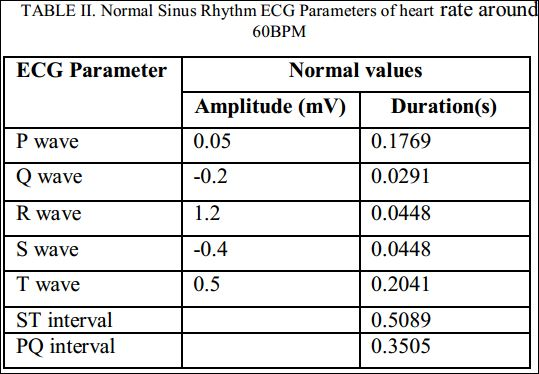 TABLE II. Normal Sinus Rhythm ECG Parameters of heart rate around
60BPM
ECG Parameter Normal values
Amplitude (mV) Duration(s)
P wave 0.05 0.1769
Q wave -0.2 0.0291
R wave 1.2 0.0448
S wave -0.4 0.0448
T wave 0.5 0.2041
ST interval 0.5089
PQ interval 0.3505